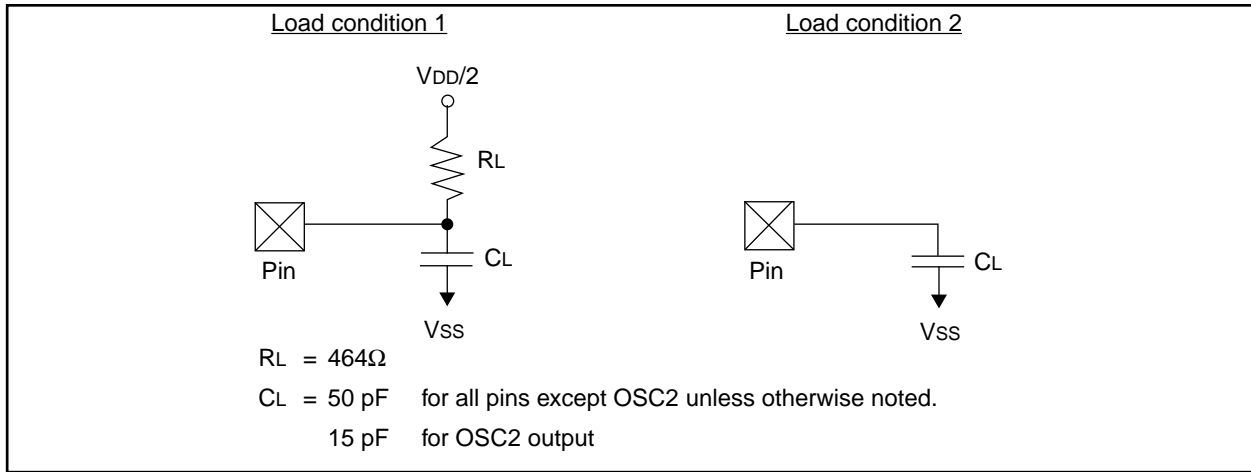 Load condition 1
VDD/2
RL
Pin
CL
VSS
Load condition 2
Pin
CL
VSS
RL = 464Ω
CL = 50 pF for all pins except OSC2 unless otherwise noted.
15 pF for OSC2 output